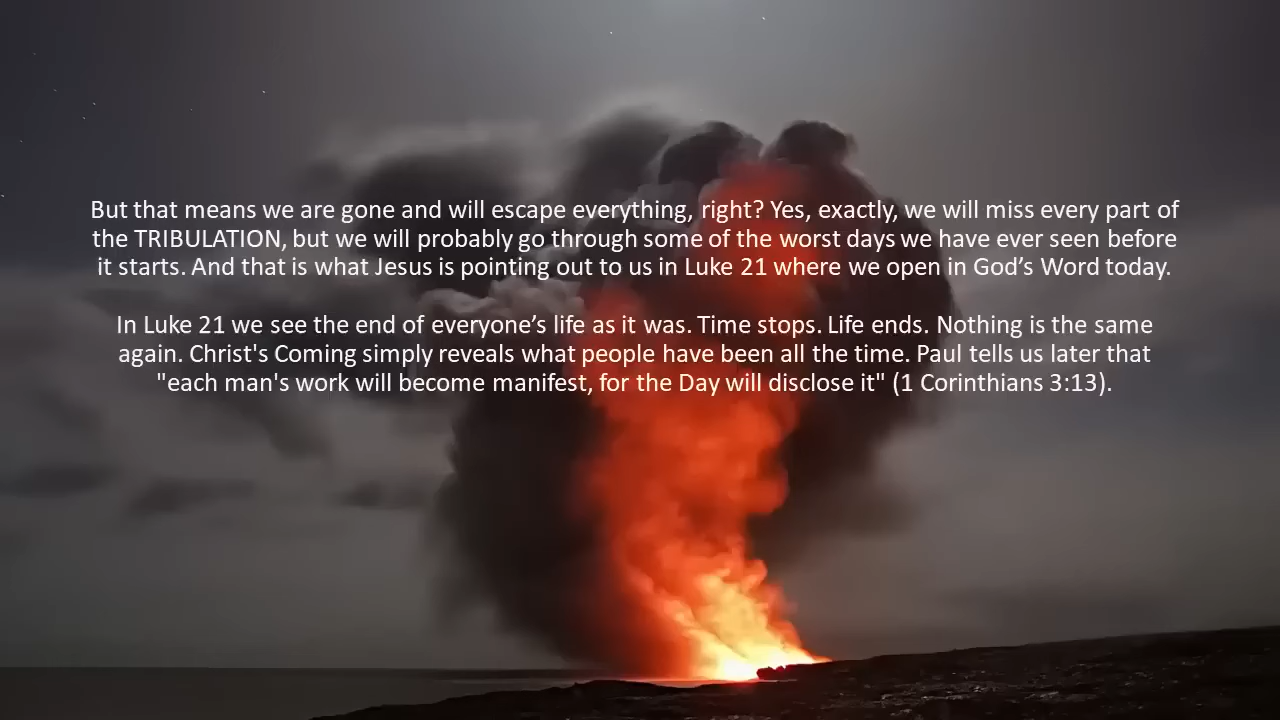 But that means we are gone and will escape everything, right? Yes, exactly, we will miss every part of
the TRIBULATION, but we will probably go through some of the worst days we have ever seen before
it starts. And that is what Jesus is pointing out to us in Luke 21 where we open in God’s Word today.
In Luke 21 we see the end of everyone’s life as it was. Time stops. Life ends. Nothing is the same
again. Christ's Coming simply reveals what people have been all the time. Paul tells us later that
"each man's work will become manifest, for the Day will disclose it" (1 Corinthians 3:13).